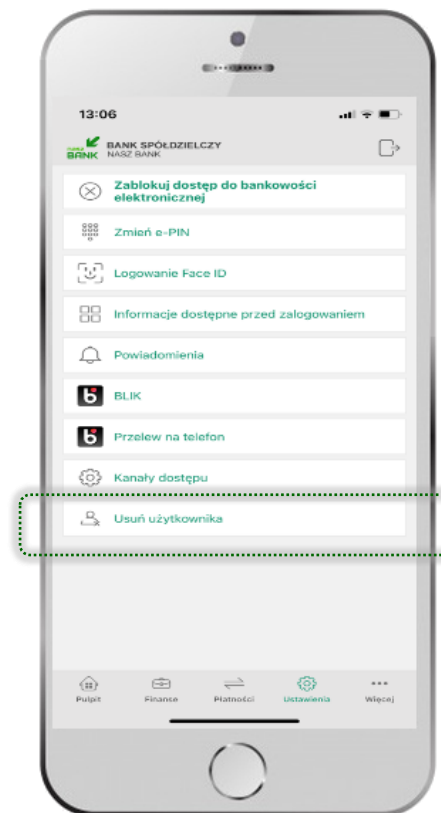 13:06
BANK SPÓŁDZIELCZY
BANK NASZ BANK
Zablokuj dostęp do bankowości
elektronicznej
Zmień e-PIN
Logowanie Face ID
Informacje dostępne przed zalogowaniem
Powiadomienia
BLIK
Przelew na telefon
Kanały dostępu
Usuń użytkownika
Pulpit Finanse Płatności Ustawienia Więcej